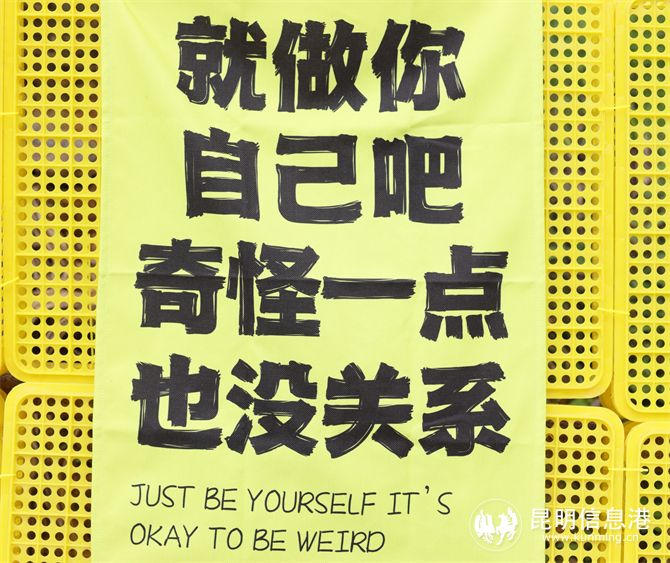 就做你
自己吧
奇怪一点
也没关系
JUST BE YOURSELF IT'S
OKAY TO BE WEIRD
昆明信息港
www.kunming.cn